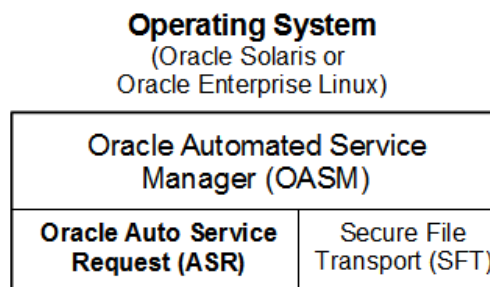 Operating System
(Oracle Solaris or
Oracle Enterprise Linux)
Oracle Automated Service
Manager (OASM)
Oracle Auto Service
Request (ASR)
Secure File
Transport (SFT)